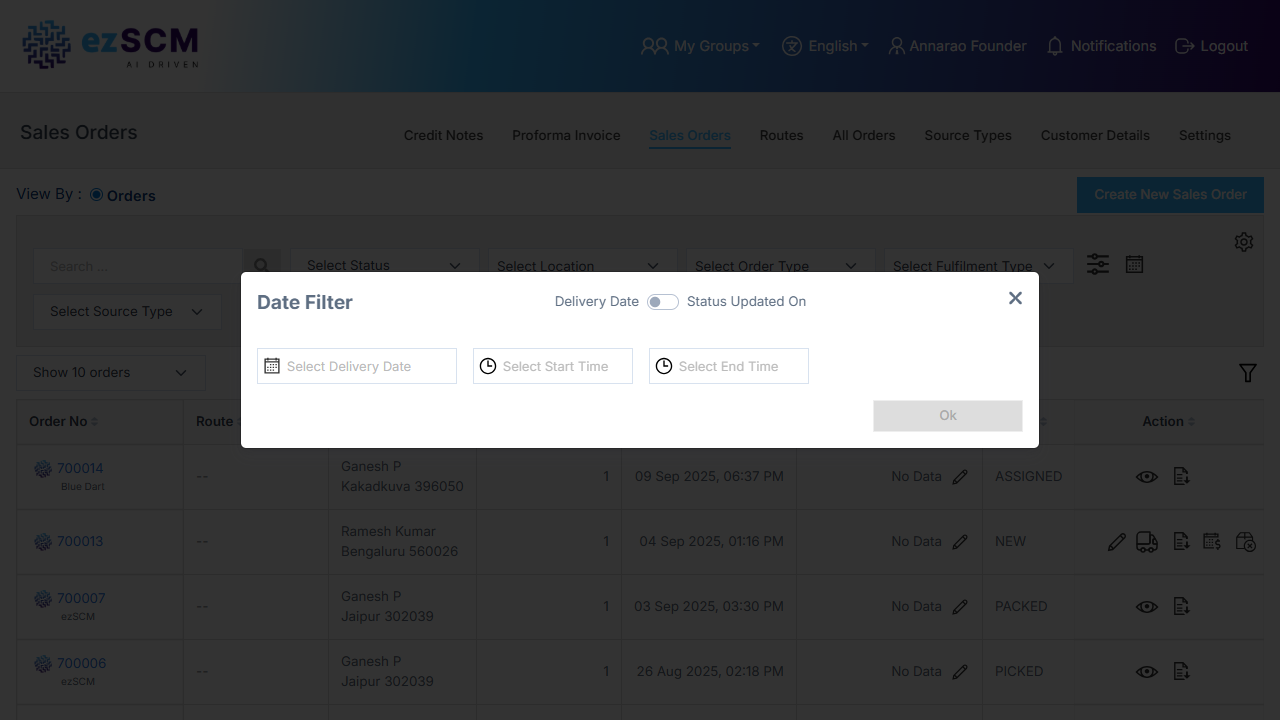 ezSCM
AI DRIVEN
My Groups
English
Annarao Founder
Notifications
Logout
Sales Orders
Credit Notes
Proforma Invoice
Sales Orders
Routes
All Orders
Source Types
Customer Details
Settings
View By :
Orders
Create New Sales Order
Search ...
Select Status
Select Location
Select Order Type
Select Fulfilment Type
Select Source Type
Date Filter
Delivery Date
Status Updated On
Select Delivery Date
Select Start Time
Select End Time
Ok
Show 10 orders
Order No
Route
Action
700014
Blue Dart
--
Ganesh P
Kakadkuva 396050
1
09 Sep 2025, 06:37 PM
No Data
ASSIGNED
700013
--
Ramesh Kumar
Bengaluru 560026
1
04 Sep 2025, 01:16 PM
No Data
NEW
700007
ezSCM
--
Ganesh P
Jaipur 302039
1
03 Sep 2025, 03:30 PM
No Data
PACKED
700006
ezSCM
--
Ganesh P
Jaipur 302039
1
26 Aug 2025, 02:18 PM
No Data
PICKED